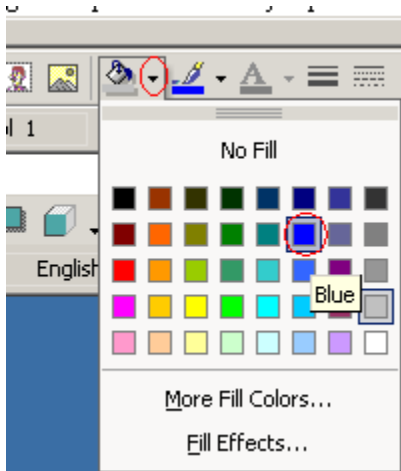 A
l 1
No Fill
English
Blue
More Fill Colors...
Fill Effects...